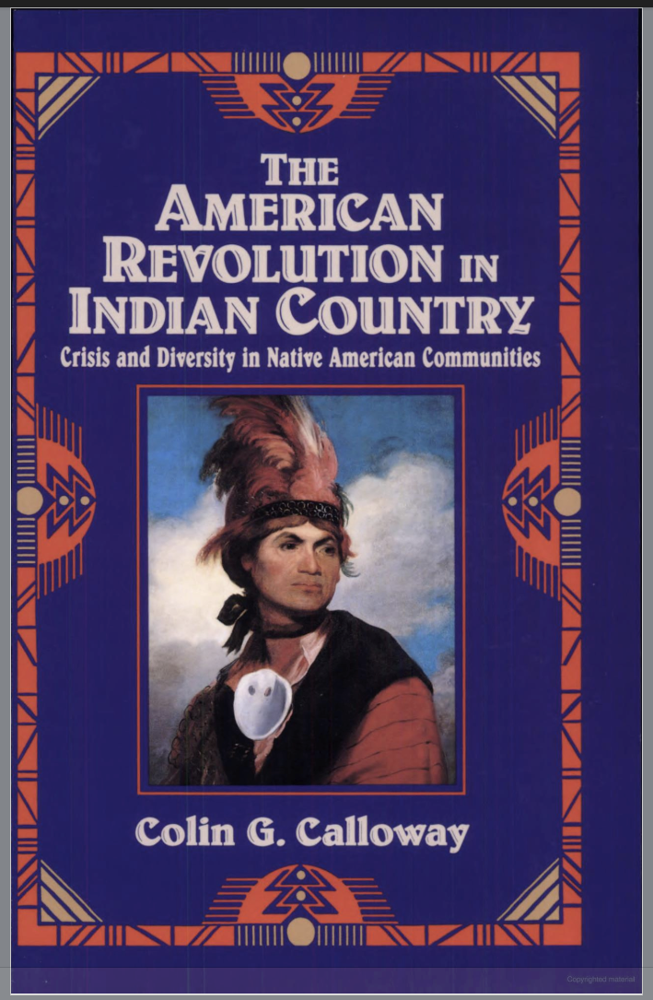 THE
AMERICAN
REVOLUTION IN
INDIAN COUNTRY
Crisis and Diversity in Native American Communities
Colin G. Calloway
Copyrighted material